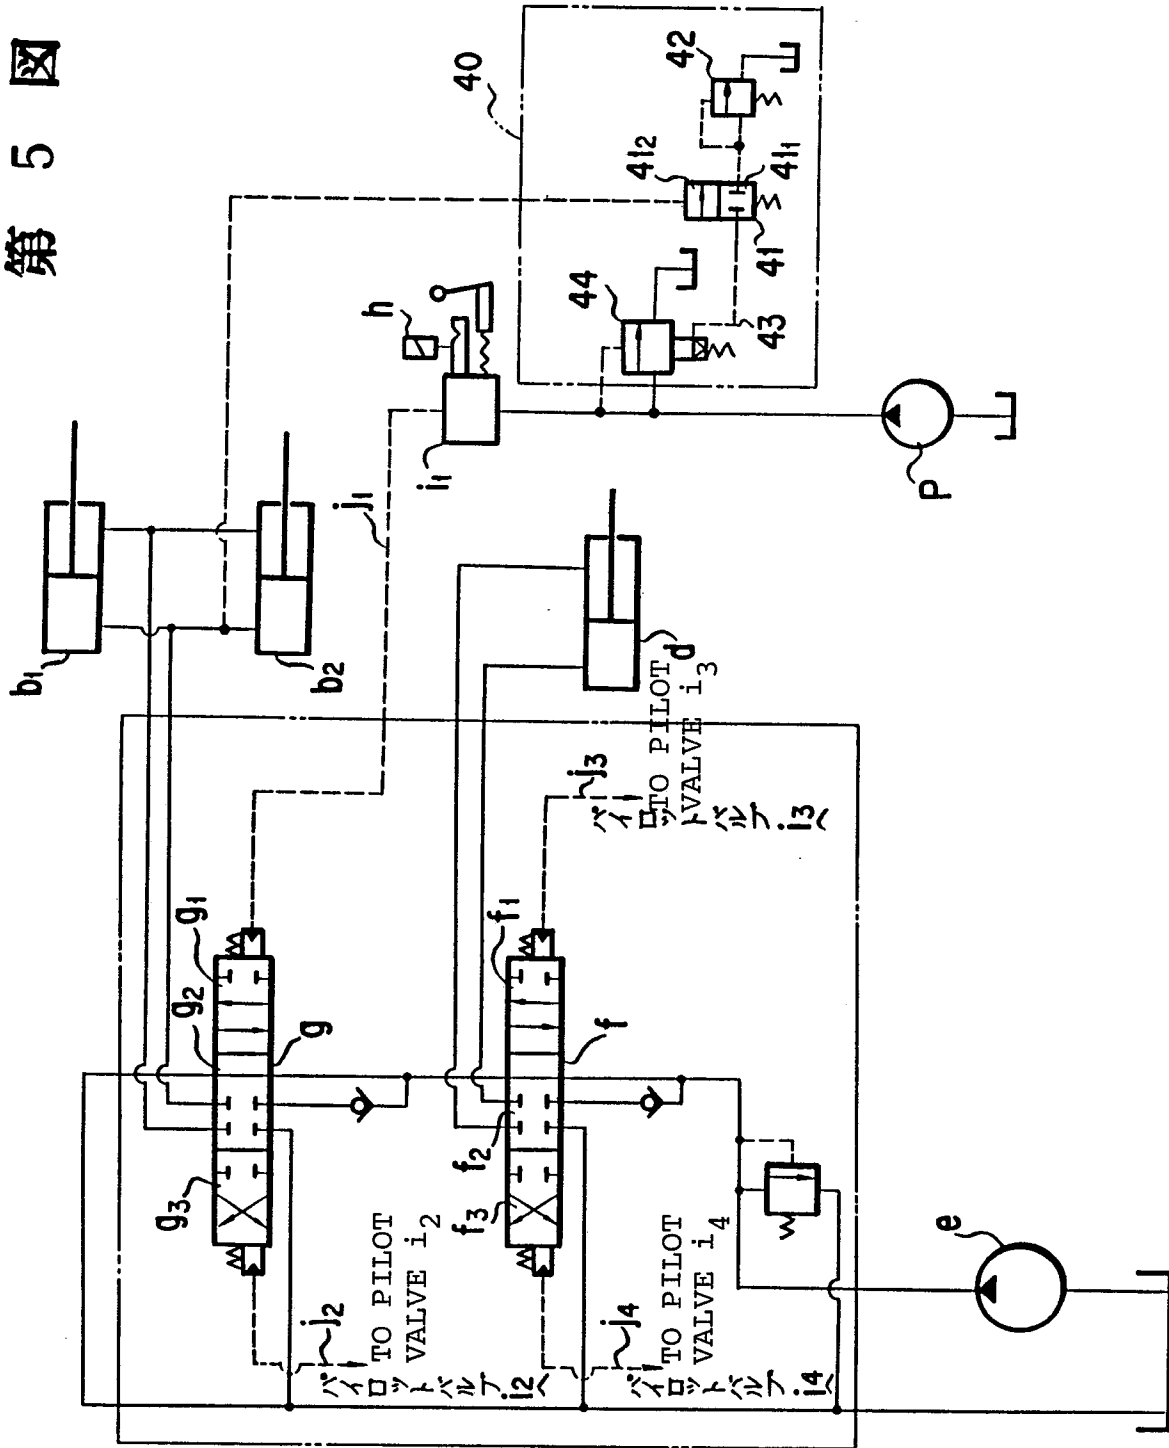 第 5 図
40
42
41₂
41₁
41
44
43
h
i₁
j₁
p
b₁
b₂
d
TO PILOT
VALVE i₃
パイロットバルブi₃へ
j₃
g₁
g₂
g
g₃
f₁
f
f₂
f₃
j₂
TO PILOT
VALVE i₂
パイロットバルブi₂へ
j₄
TO PILOT
VALVE i₄
パイロットバルブi₄へ
e